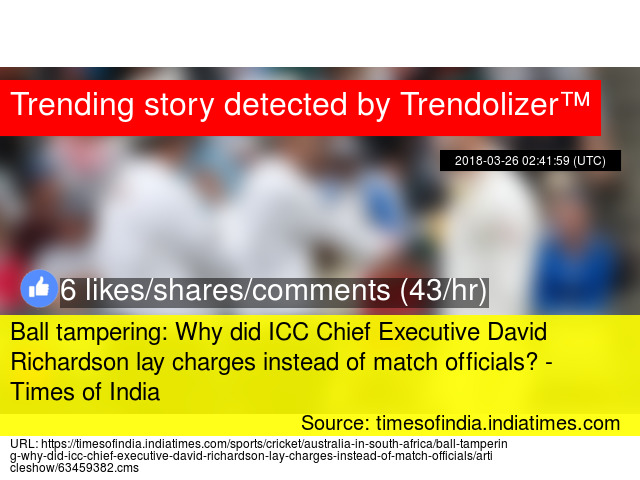 Trending story detected by Trendolizer™
2018-03-26 02:41:59 (UTC)
6 likes/shares/comments (43/hr)
Ball tampering: Why did ICC Chief Executive David
Richardson lay charges instead of match officials? -
Times of India
Source: timesofindia.indiatimes.com
URL: https://timesofindia.indiatimes.com/sports/cricket/australia-in-south-africa/ball-tamperin
g-why-did-icc-chief-executive-david-richardson-lay-charges-instead-of-match-officials/arti
cleshow/63459382.cms